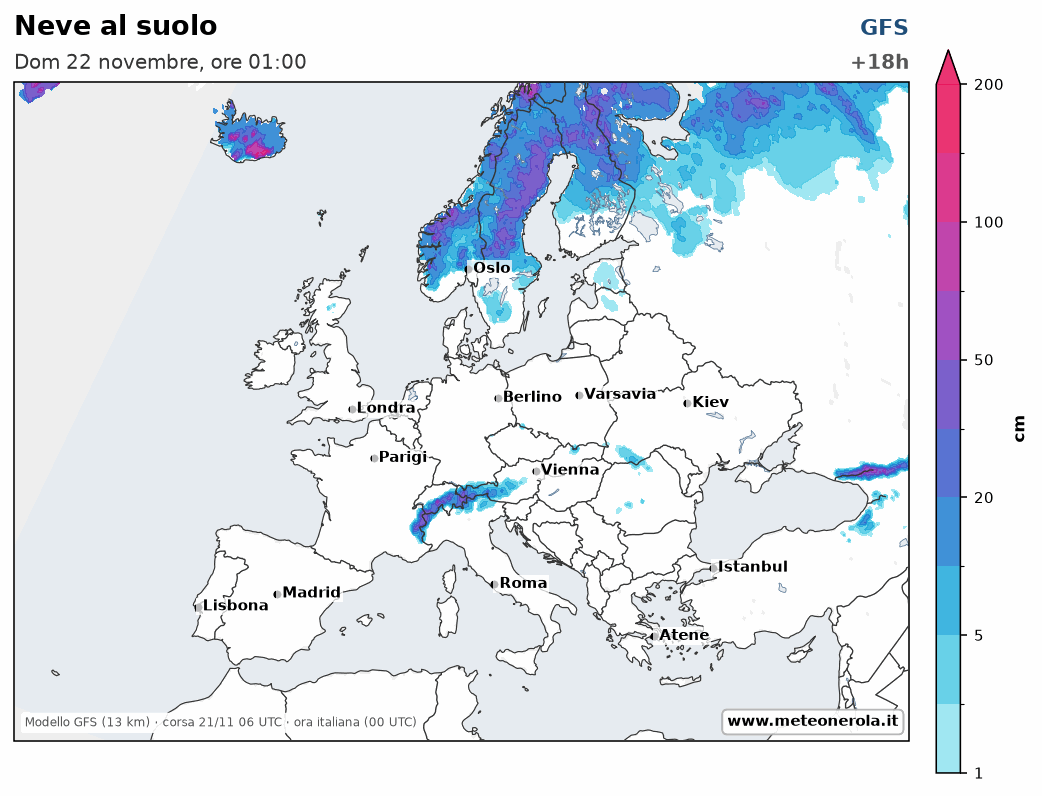 Neve al suolo
GFS
Dom 22 novembre, ore 01:00
+18h
200
100
50
20
5
1
cm
Oslo
Berlino
Varsavia
Kiev
Londra
Parigi
Vienna
Istanbul
Roma
Madrid
Lisbona
Atene
Modello GFS (13 km) · corsa 21/11 06 UTC · ora italiana (00 UTC)
www.meteonerola.it